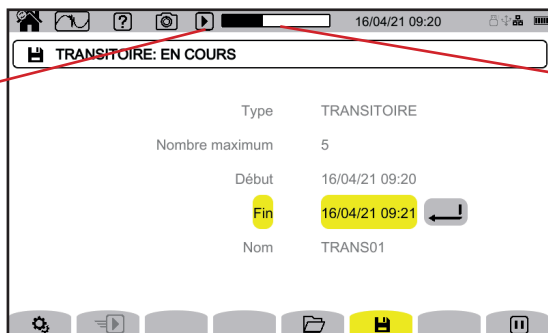 16/04/21 09:20
TRANSITOIRE: EN COURS
Type TRANSITOIRE
Nombre maximum 5
Début 16/04/21 09:20
Fin 16/04/21 09:21
Nom TRANS01